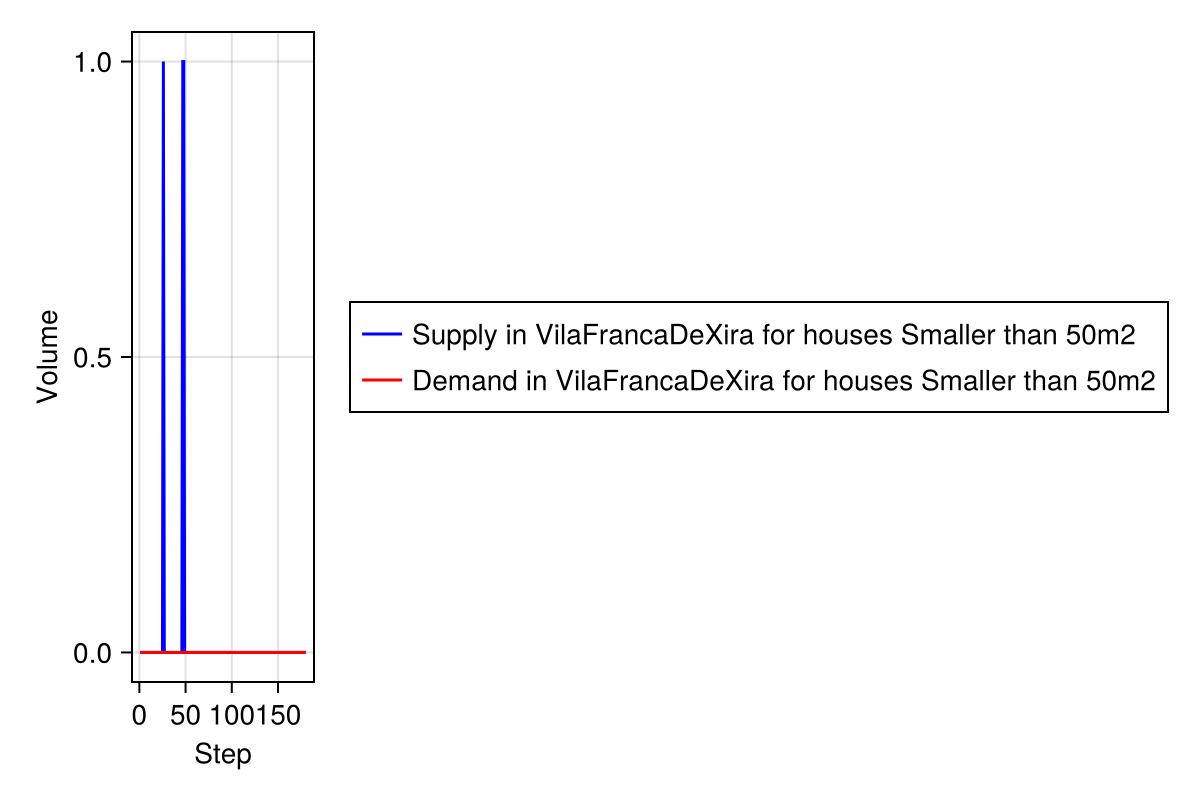 1.0
0.5
0.0
Volume
0 50 100 150
Step
Supply in VilaFrancaDeXira for houses Smaller than 50m2
Demand in VilaFrancaDeXira for houses Smaller than 50m2